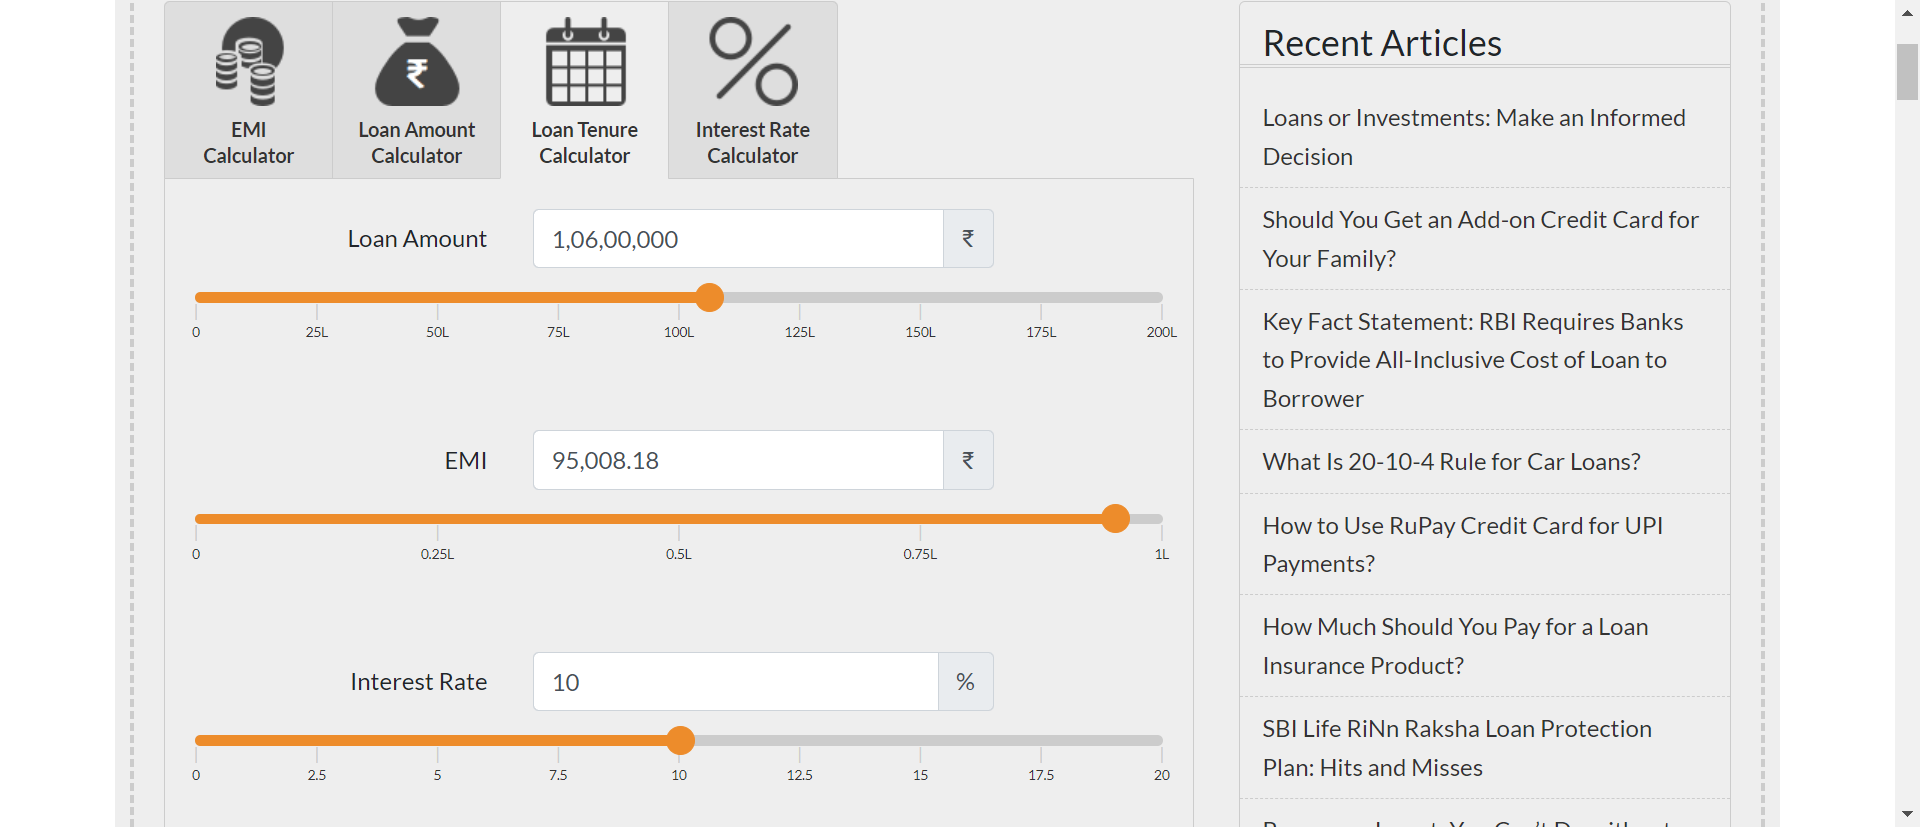 EMI
Calculator
Loan Amount
Calculator
Loan Tenure
Calculator
Interest Rate
Calculator
Loan Amount
1,06,00,000
₹
0 25L 50L 75L 100L 125L 150L 175L 200L
EMI
95,008.18
₹
0 0.25L 0.5L 0.75L 1L
Interest Rate
10
%
0 2.5 5 7.5 10 12.5 15 17.5 20
Recent Articles
Loans or Investments: Make an Informed
Decision
Should You Get an Add-on Credit Card for
Your Family?
Key Fact Statement: RBI Requires Banks
to Provide All-Inclusive Cost of Loan to
Borrower
What Is 20-10-4 Rule for Car Loans?
How to Use RuPay Credit Card for UPI
Payments?
How Much Should You Pay for a Loan
Insurance Product?
SBI Life RiNn Raksha Loan Protection
Plan: Hits and Misses